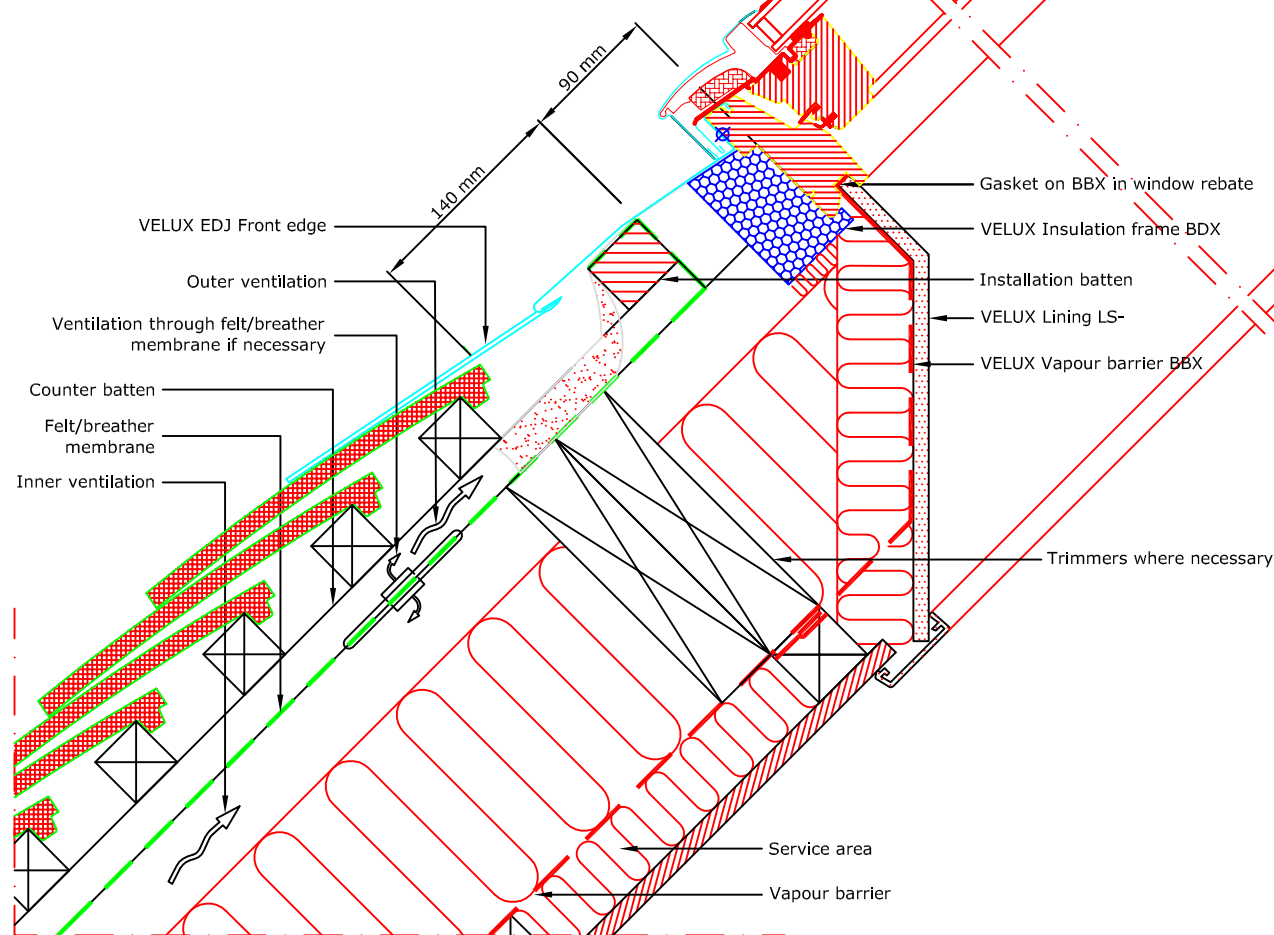 90 mm
140 mm
VELUX EDJ Front edge
Outer ventilation
Ventilation through felt/breather
membrane if necessary
Counter batten
Felt/breather
membrane
Inner ventilation
Gasket on BBX in window rebate
VELUX Insulation frame BDX
Installation batten
VELUX Lining LS-
VELUX Vapour barrier BBX
Trimmers where necessary
Service area
Vapour barrier